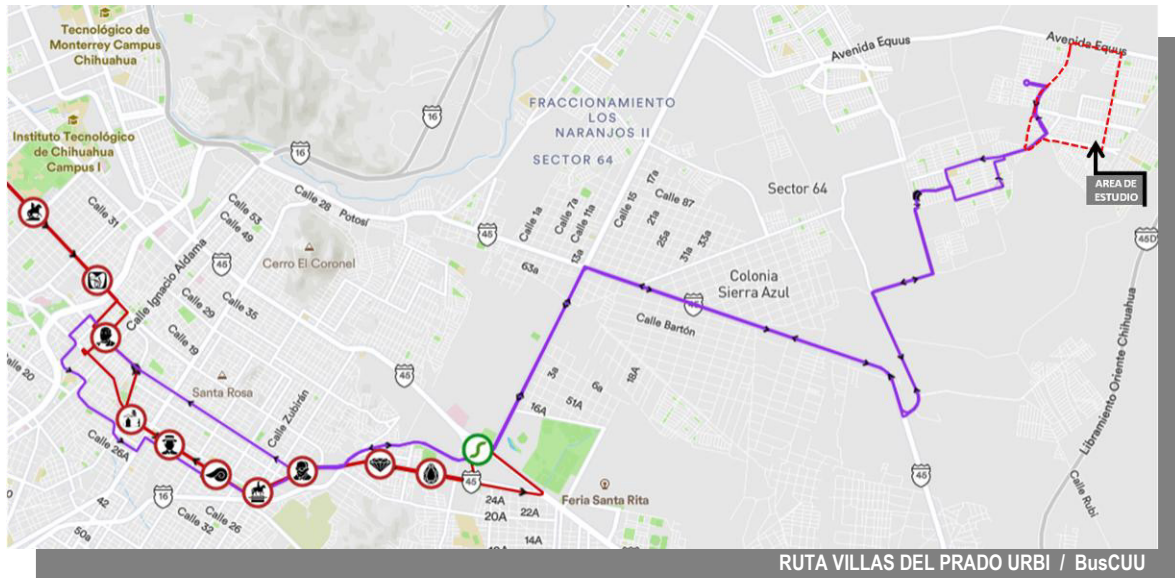 Tecnológico de
Monterrey Campus
Chihuahua
Instituto Tecnológico
de Chihuahua
Campus I
16
16
Calle 28
Potosí
Calle 31
Calle 53
Calle 49
45
Cerro El Coronel
Calle Ignacio Aldama
Calle 29
Calle 35
Calle 19
Calle 20
Santa Rosa
Calle Zubirán
Calle 26A
45
16
Calle 26
Calle 32
42
50a
FRACCIONAMIENTO
LOS
NARANJOS II
SECTOR 64
45
Calle 1a
Calle 7a
Calle 11a
13a
63a
Calle 15
17a
Calle 87
21a
25a
31a
33a
Sector 64
Colonia
Sierra Azul
45
Calle Bartón
3a
6a
18A
51A
16A
45
24A
20A
22A
14A
Feria Santa Rita
Avenida Equus
Avenida Equus
AREA DE
ESTUDIO
45D
45
Libramiento Oriente Chihuahua
Calle Rubí
RUTA VILLAS DEL PRADO URBI / BusCUU